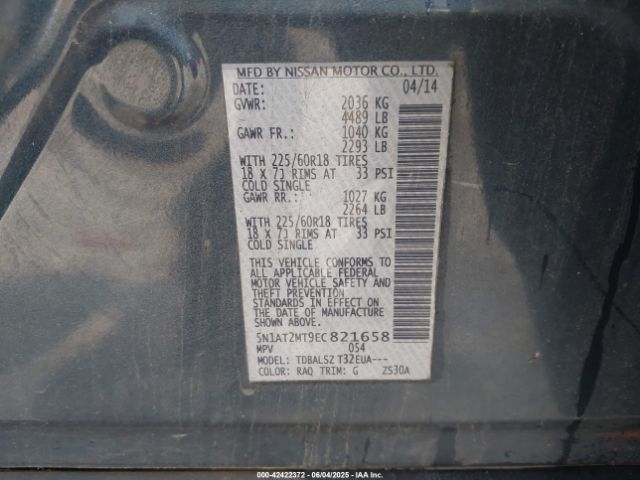 MFD BY NISSAN MOTOR CO., LTD.
DATE: 04/14
GVWR: 2036 KG
4489 LB
GAWR FR.: 1040 KG
2293 LB
WITH 225/60R18 TIRES
18 X 7J RIMS AT 33 PSI
COLD SINGLE
GAWR RR.: 1027 KG
2264 LB
WITH 225/60R18 TIRES
18 X 7J RIMS AT 33 PSI
COLD SINGLE
THIS VEHICLE CONFORMS TO
ALL APPLICABLE FEDERAL
MOTOR VEHICLE SAFETY AND
THEFT PREVENTION
STANDARDS IN EFFECT ON
THE DATE OF MANUFACTURE
SHOWN ABOVE.
5N1AT2MT9EC821658
MPV 054
MODEL: TDBALSZ T32EUA---
COLOR: RAQ TRIM: G ZS30A
000-42422372 - 06/04/2025 - © IAA, Inc.